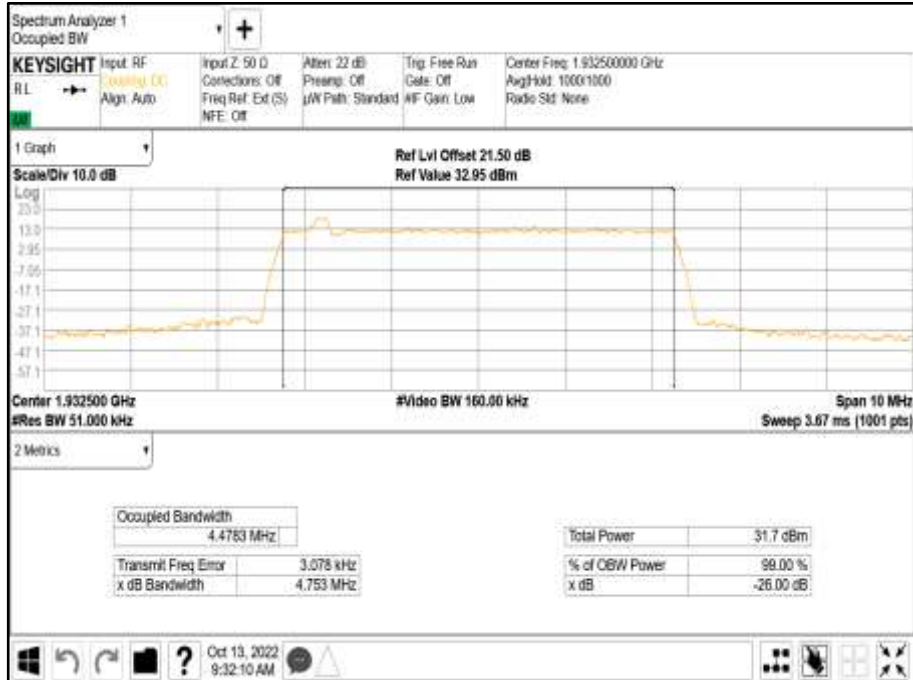 Spectrum Analyzer 1
Occupied BW
+
KEYSIGHT
RL
Input: RF
Coupling: DC
Align: Auto
Input Z: 50 Ω
Corrections: Off
Freq Ref: Ext (S)
NFE: Off
Atten: 22 dB
Preamp: Off
µW Path: Standard
Trig: Free Run
Gate: Off
#IF Gain: Low
Center Freq: 1.932500000 GHz
Avg|Hold: 1000/1000
Radio Std: None
1 Graph
Scale/Div 10.0 dB
Ref Lvl Offset 21.50 dB
Ref Value 32.95 dBm
Log
23.0
13.0
2.95
-7.05
-17.1
-27.1
-37.1
-47.1
-57.1
Center 1.932500 GHz
#Res BW 51.000 kHz
#Video BW 160.00 kHz
Span 10 MHz
Sweep 3.67 ms (1001 pts)
2 Metrics
Occupied Bandwidth
4.4783 MHz
Transmit Freq Error 3.078 kHz
x dB Bandwidth 4.753 MHz
Total Power 31.7 dBm
% of OBW Power 99.00 %
x dB -26.00 dB
?
Oct 13, 2022
9:32:10 AM